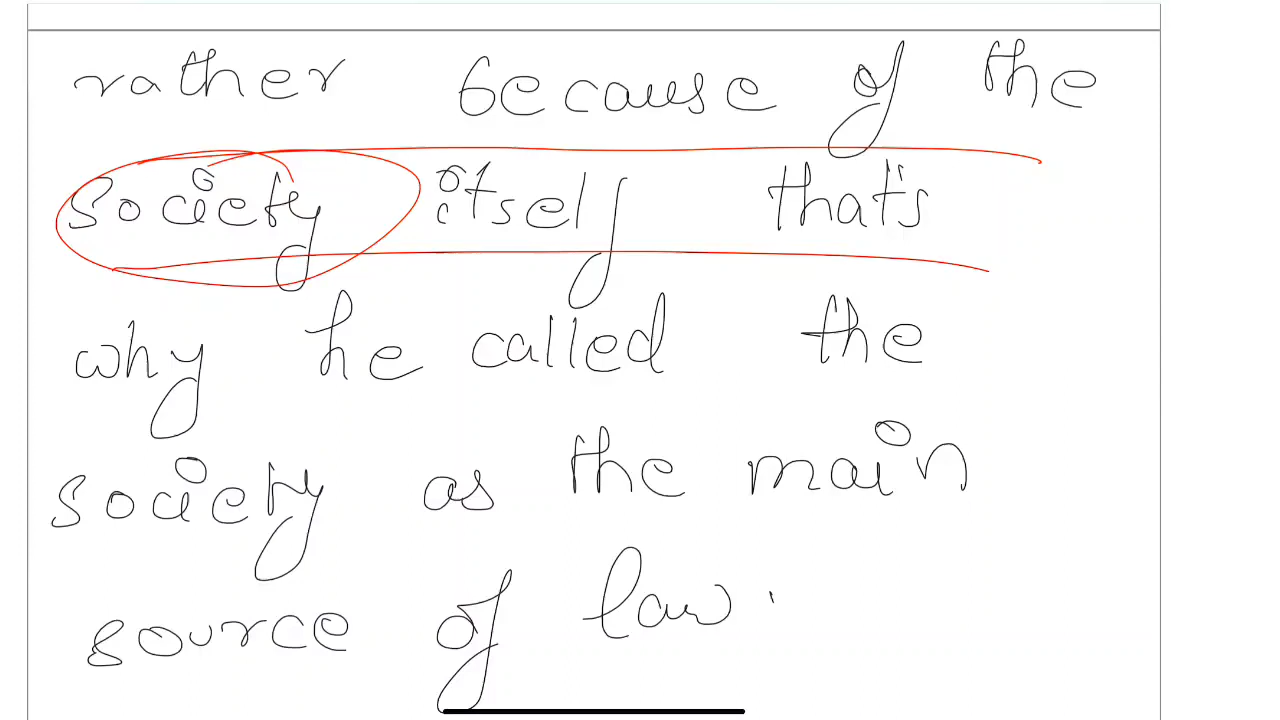 rather because of the
society itself that's
why he called the
society as the main
source of law.